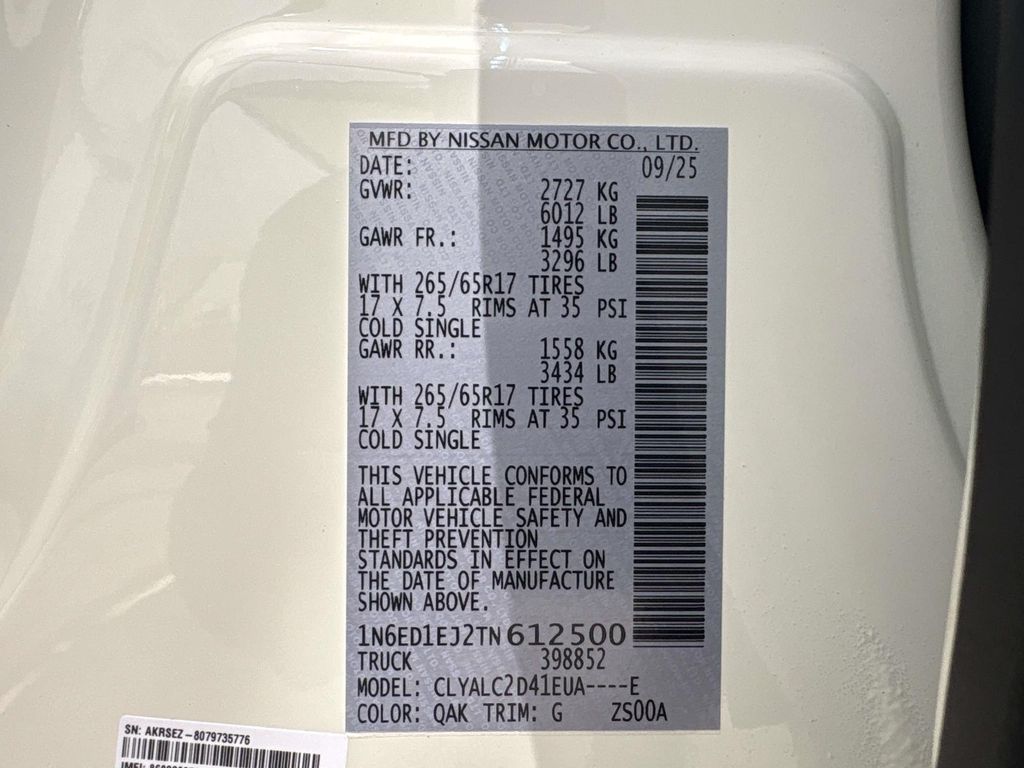 MFD BY NISSAN MOTOR CO., LTD.
DATE: 09/25
GVWR: 2727 KG
6012 LB
GAWR FR.: 1495 KG
3296 LB
WITH 265/65R17 TIRES
17 X 7.5 RIMS AT 35 PSI
COLD SINGLE
GAWR RR.: 1558 KG
3434 LB
WITH 265/65R17 TIRES
17 X 7.5 RIMS AT 35 PSI
COLD SINGLE
THIS VEHICLE CONFORMS TO
ALL APPLICABLE FEDERAL
MOTOR VEHICLE SAFETY AND
THEFT PREVENTION
STANDARDS IN EFFECT ON
THE DATE OF MANUFACTURE
SHOWN ABOVE.
1N6ED1EJ2TN612500
TRUCK 398852
MODEL: CLYALC2D41EUA----E
COLOR: QAK TRIM: G ZS00A
SN: AKRSEZ-8079735776